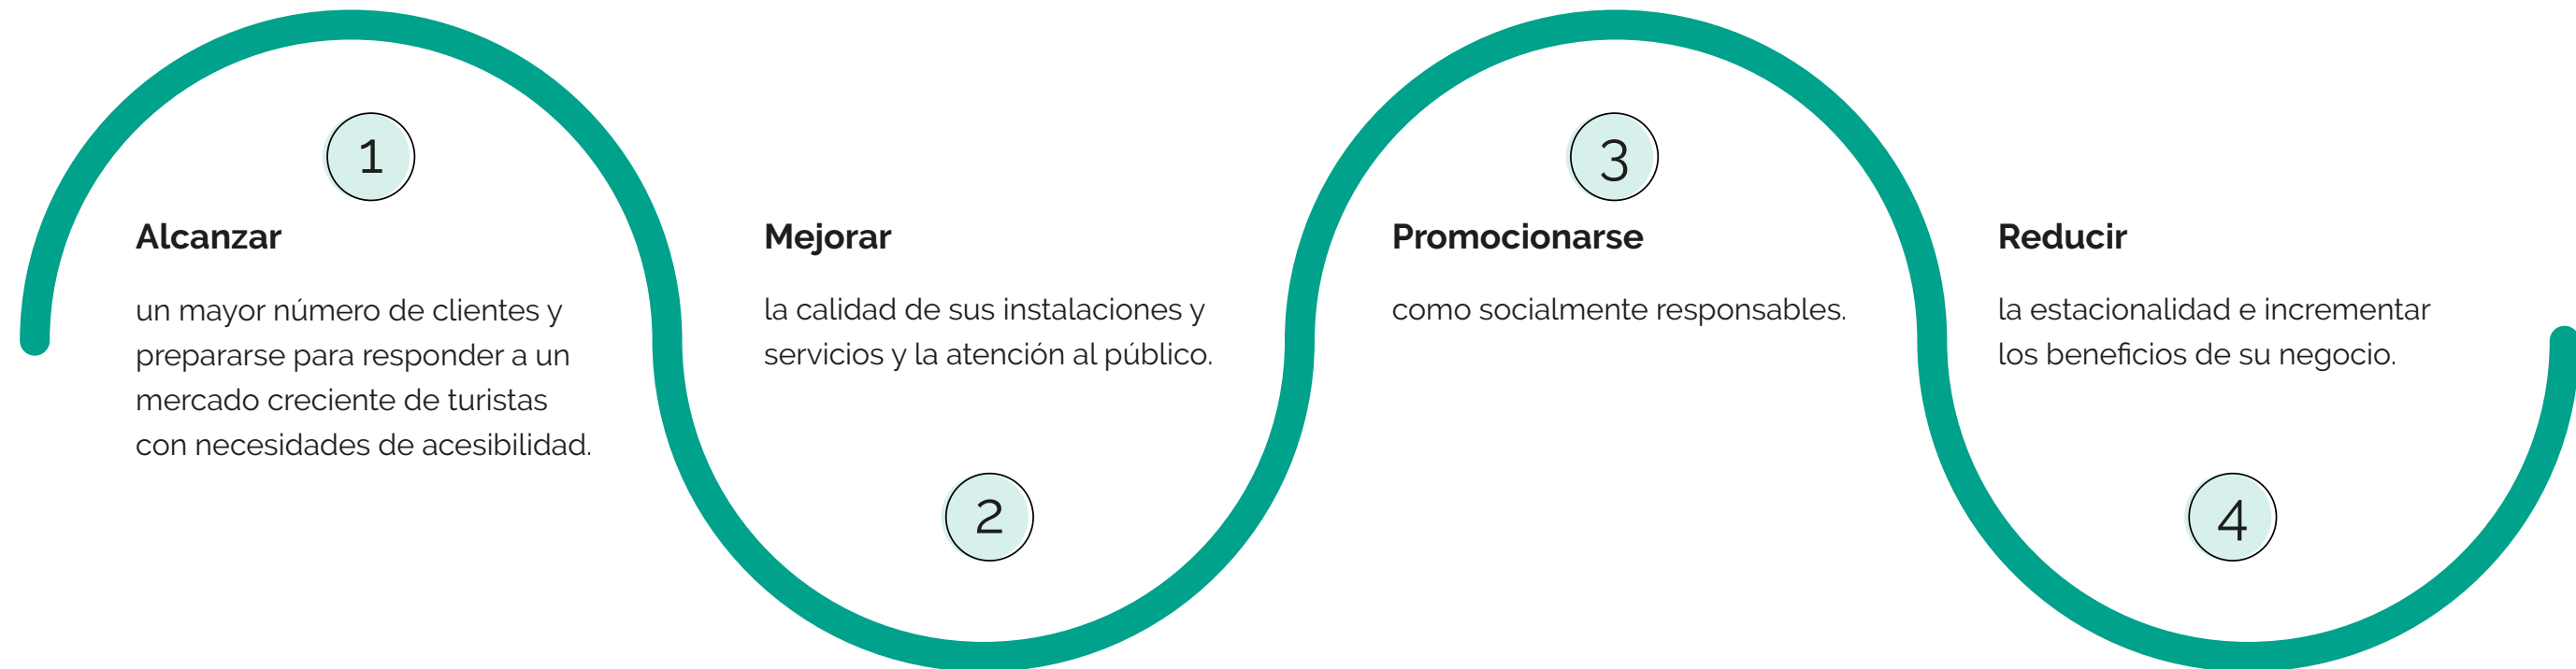 1
Alcanzar
un mayor número de clientes y
prepararse para responder a un
mercado creciente de turistas
con necesidades de acesibilidad.
Mejorar
la calidad de sus instalaciones y
servicios y la atención al público.
2
3
Promocionarse
como socialmente responsables.
Reducir
la estacionalidad e incrementar
los beneficios de su negocio.
4